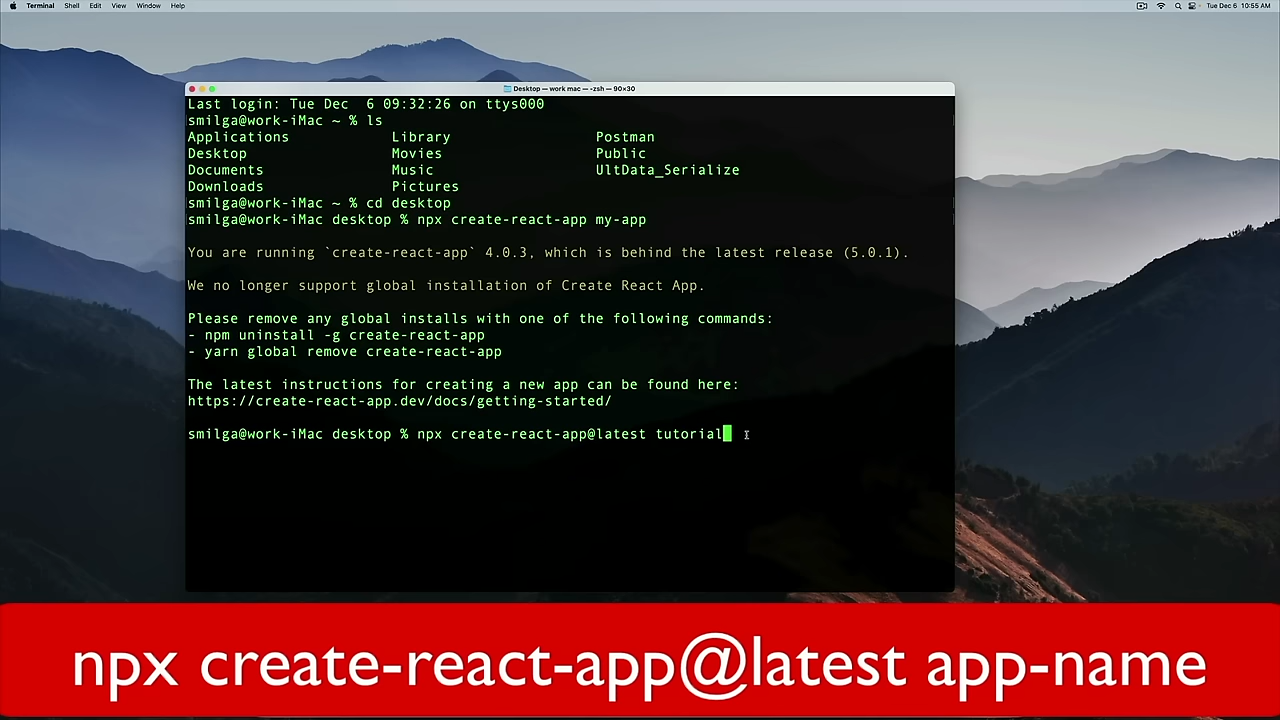 Terminal Shell Edit View Window Help Tue Dec 6 10:55 AM
Desktop — work mac — -zsh — 90×30
Last login: Tue Dec  6 09:32:26 on ttys000
smilga@work-iMac ~ % ls
Applications Library Postman
Desktop Movies Public
Documents Music UltData_Serialize
Downloads Pictures
smilga@work-iMac ~ % cd desktop
smilga@work-iMac desktop % npx create-react-app my-app
You are running `create-react-app` 4.0.3, which is behind the latest release (5.0.1).
We no longer support global installation of Create React App.
Please remove any global installs with one of the following commands:
- npm uninstall -g create-react-app
- yarn global remove create-react-app
The latest instructions for creating a new app can be found here:
https://create-react-app.dev/docs/getting-started/
smilga@work-iMac desktop % npx create-react-app@latest tutorial
npx create-react-app@latest app-name